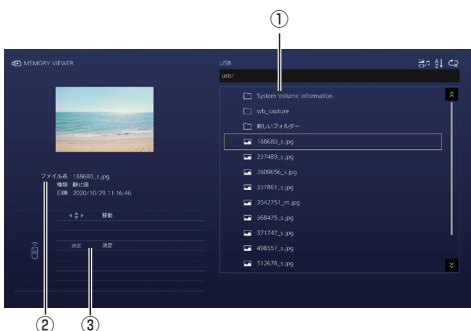 ①
MEMORY VIEWER
USB
usb/
System Volume Information
wb_capture
新しいフォルダー
188680_s.jpg
237489_s.jpg
2809656_s.jpg
337861_s.jpg
3542751_m.jpg
368475_s.jpg
371747_s.jpg
498557_s.jpg
512678_s.jpg
ファイル名 : 188680_s.jpg
種類 : 静止画
日時 : 2020/10/29 11:16:46
移動
決定 決定
② ③